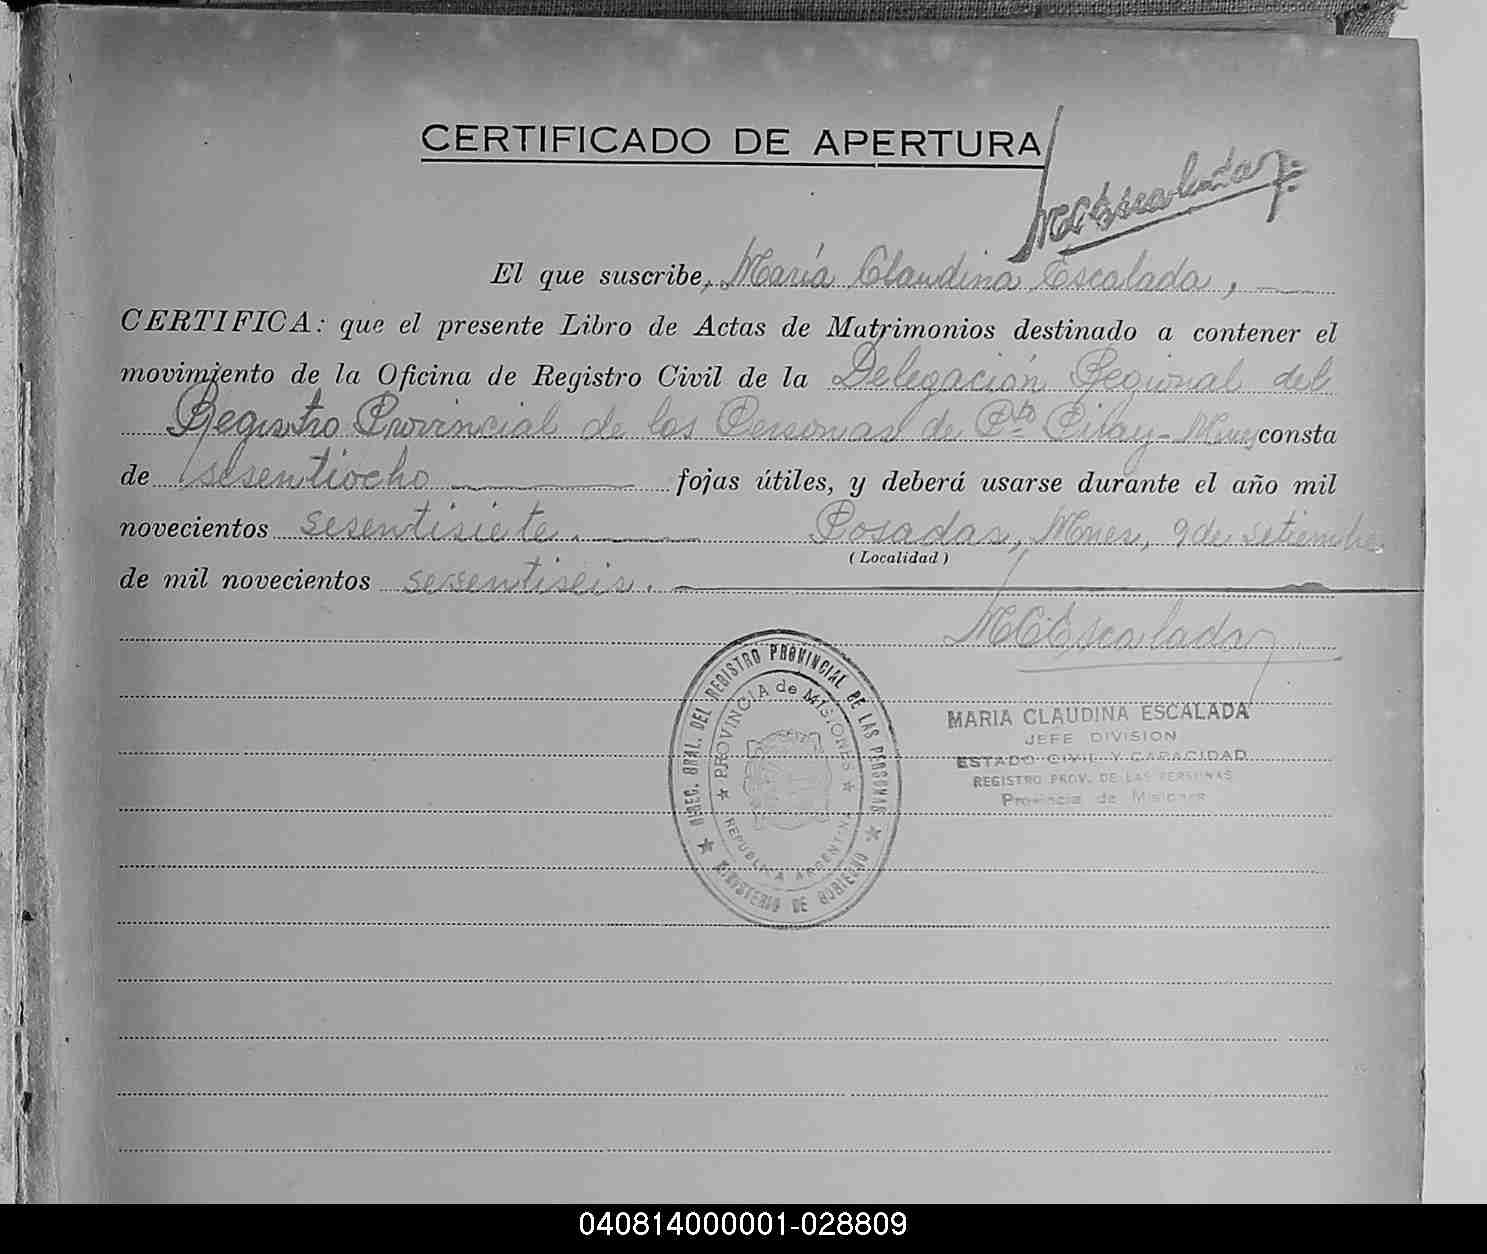 CERTIFICADO DE APERTURA
MCEscalada
El que suscribe, María Claudina Escalada,
CERTIFICA: que el presente Libro de Actas de Matrimonios destinado a contener el
movimiento de la Oficina de Registro Civil de la Delegación Regional del
Registro Provincial de las Personas de Pto Pilay - Mnes consta
de sesentiocho fojas útiles, y deberá usarse durante el año mil
novecientos sesentisiete. Posadas, Mnes, 9 de setiembre
(Localidad)
de mil novecientos sesentiseis.
MCEscalada
DIREC. GRAL. DEL REGISTRO PROVINCIAL DE LAS PERSONAS
★ MINISTERIO DE GOBIERNO ★
★ PROVINCIA de MISIONES ★
REPUBLICA ARGENTINA
MARIA CLAUDINA ESCALADA
JEFE DIVISION
ESTADO CIVIL Y CAPACIDAD
REGISTRO PROV. DE LAS PERSONAS
Provincia de Misiones
040814000001-028809